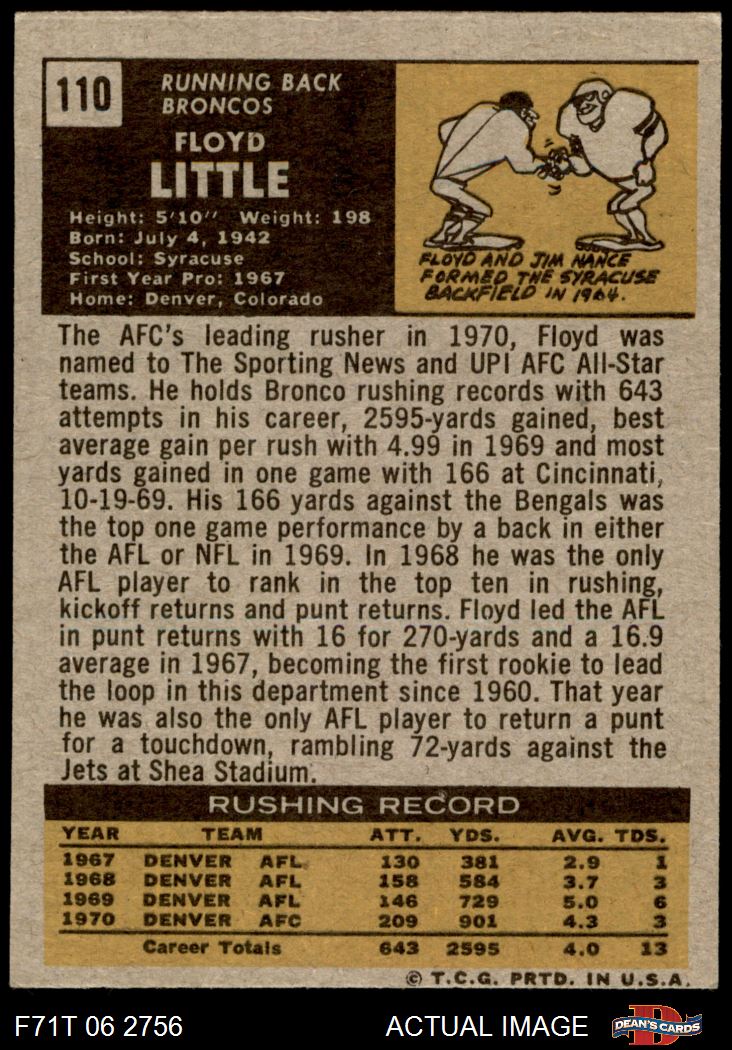 110
RUNNING BACK
BRONCOS
FLOYD
LITTLE
Height: 5'10" Weight: 198
Born: July 4, 1942
School: Syracuse
First Year Pro: 1967
Home: Denver, Colorado
FLOYD AND JIM NANCE
FORMED THE SYRACUSE
BACKFIELD IN 1964.
The AFC's leading rusher in 1970, Floyd was
named to The Sporting News and UPI AFC All-Star
teams. He holds Bronco rushing records with 643
attempts in his career, 2595-yards gained, best
average gain per rush with 4.99 in 1969 and most
yards gained in one game with 166 at Cincinnati,
10-19-69. His 166 yards against the Bengals was
the top one game performance by a back in either
the AFL or NFL in 1969. In 1968 he was the only
AFL player to rank in the top ten in rushing,
kickoff returns and punt returns. Floyd led the AFL
in punt returns with 16 for 270-yards and a 16.9
average in 1967, becoming the first rookie to lead
the loop in this department since 1960. That year
he was also the only AFL player to return a punt
for a touchdown, rambling 72-yards against the
Jets at Shea Stadium.
RUSHING RECORD
YEAR TEAM ATT. YDS. AVG. TDS.
1967 DENVER AFL 130 381 2.9 1
1968 DENVER AFL 158 584 3.7 3
1969 DENVER AFL 146 729 5.0 6
1970 DENVER AFC 209 901 4.3 3
Career Totals 643 2595 4.0 13
© T.C.G. PRTD. IN U.S.A.
F71T 06 2756
ACTUAL IMAGE
D
DEAN'S CARDS